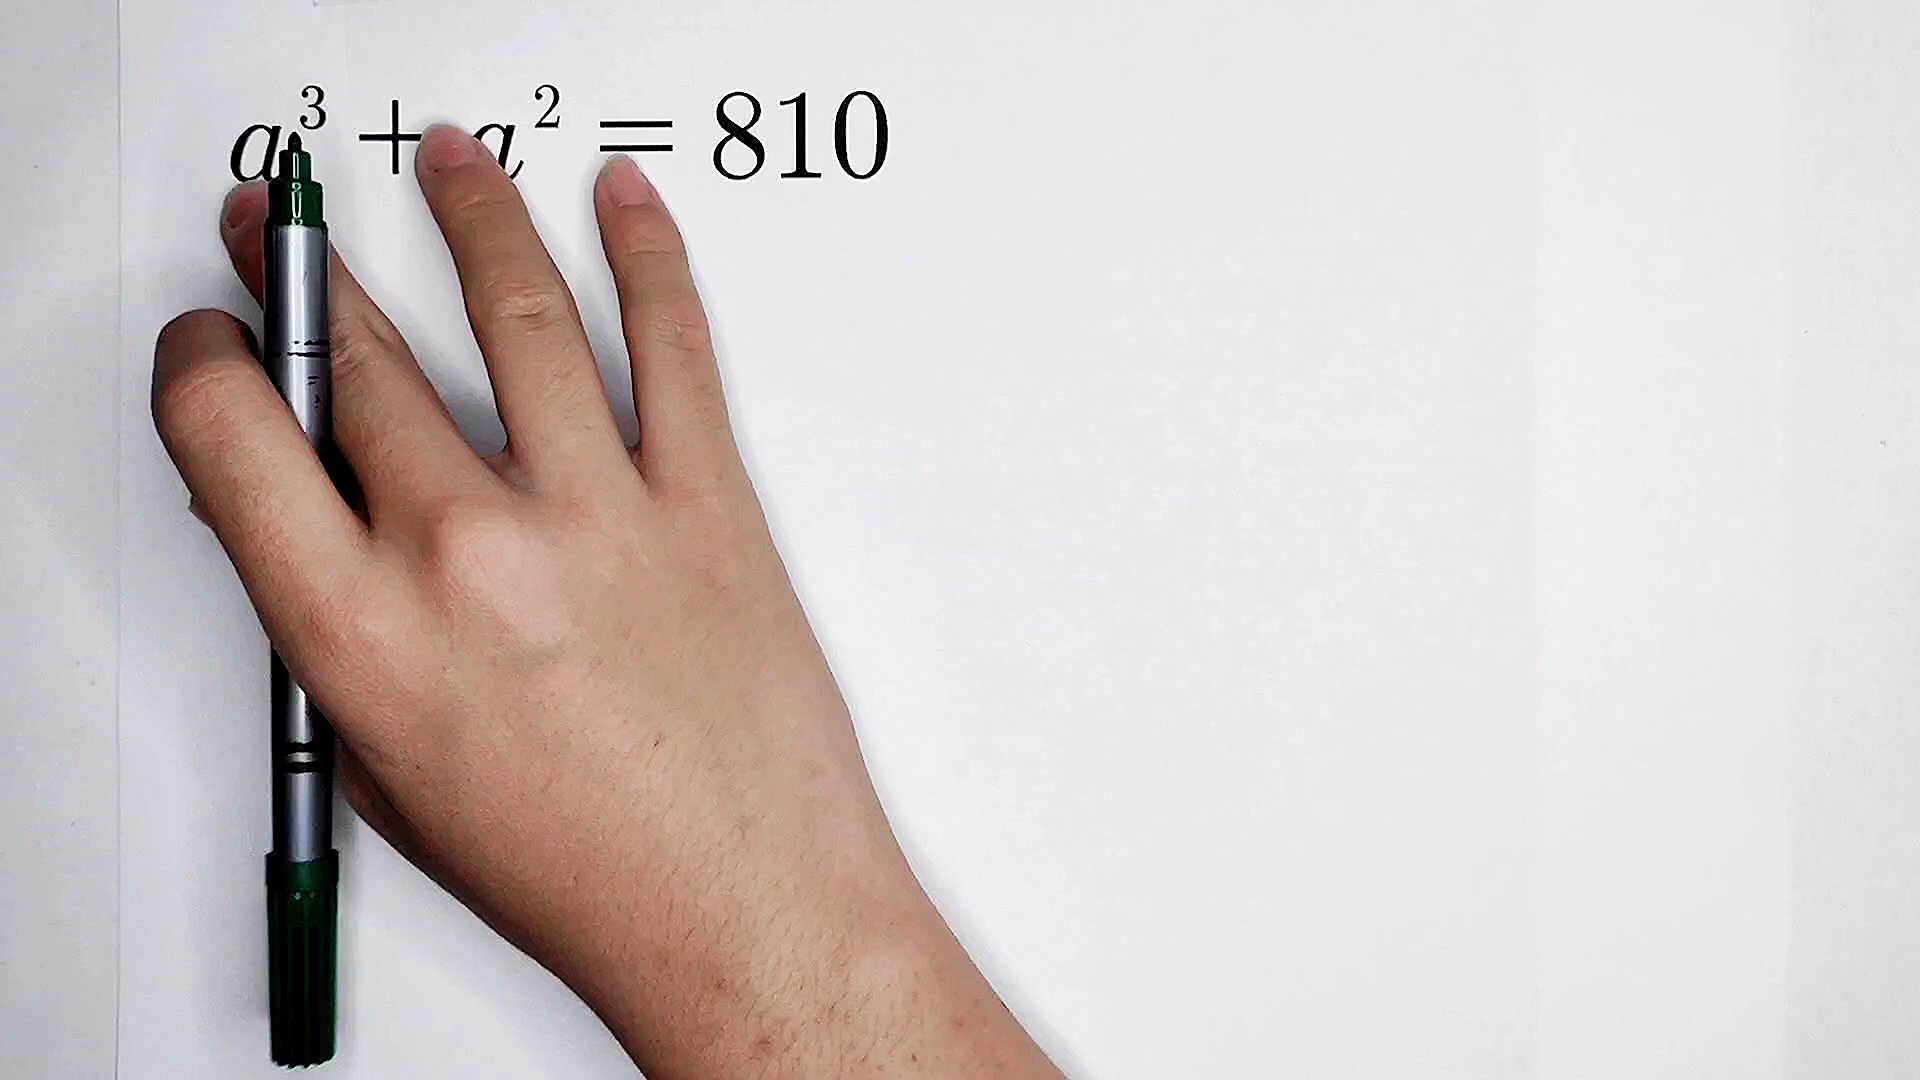 a³ + a² = 810